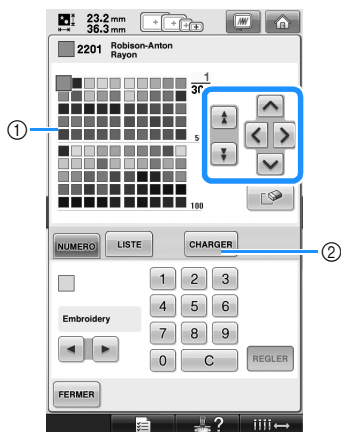 23.2 mm
36.3 mm
2201 Robison-Anton
Rayon
1
30
①
5
100
NUMERO
LISTE
CHARGER
②
1 2 3
4 5 6
Embroidery
7 8 9
0 C
REGLER
FERMER
?